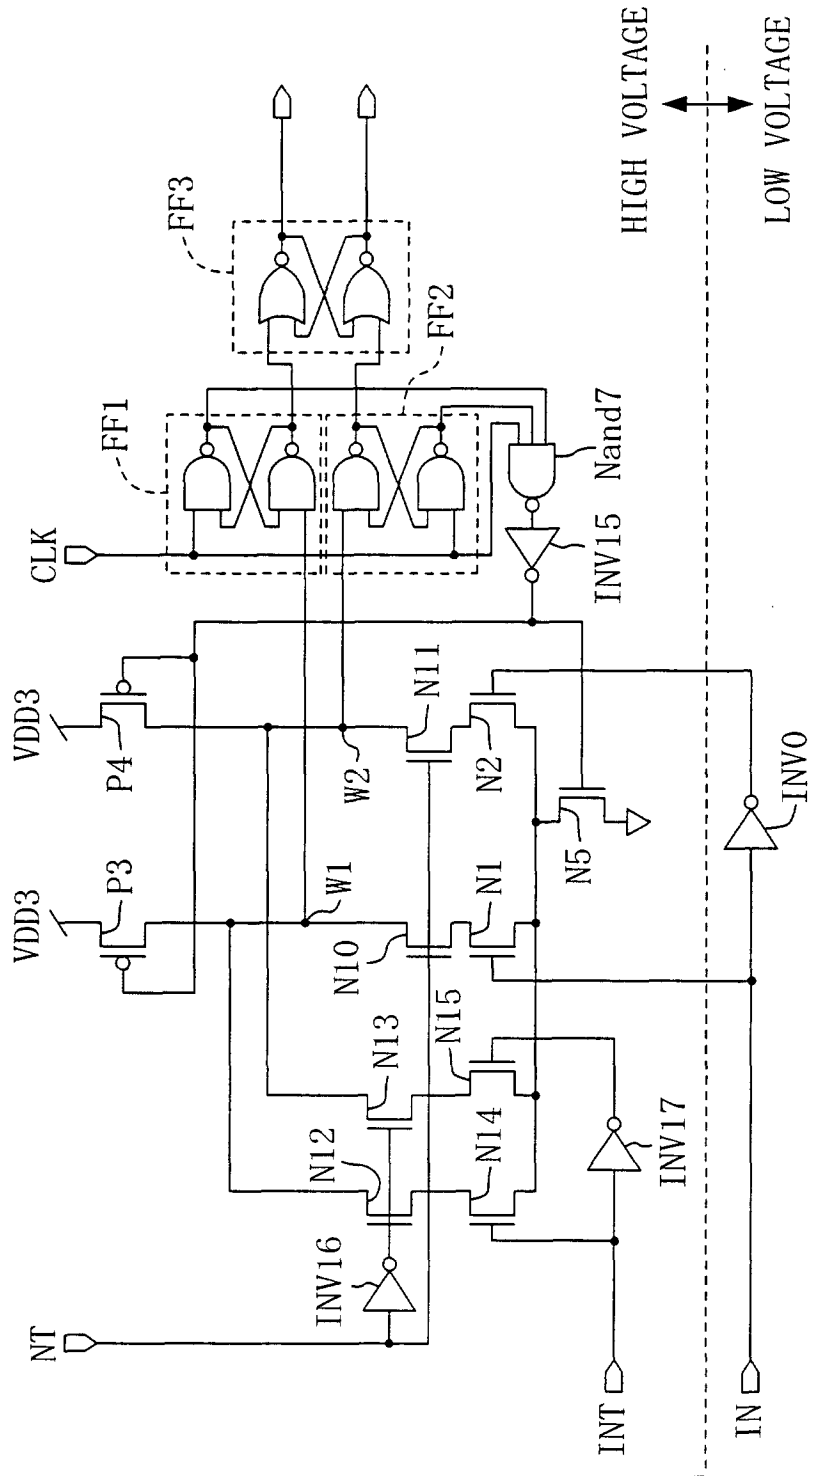 NT
VDD3
VDD3
CLK
P3
P4
FF1
FF3
W1
W2
FF2
INV16
N12
N13
N10
N11
N14
N15
N1
N2
N5
INV15
Nand7
INT
INV17
HIGH VOLTAGE
IN
INV0
LOW VOLTAGE